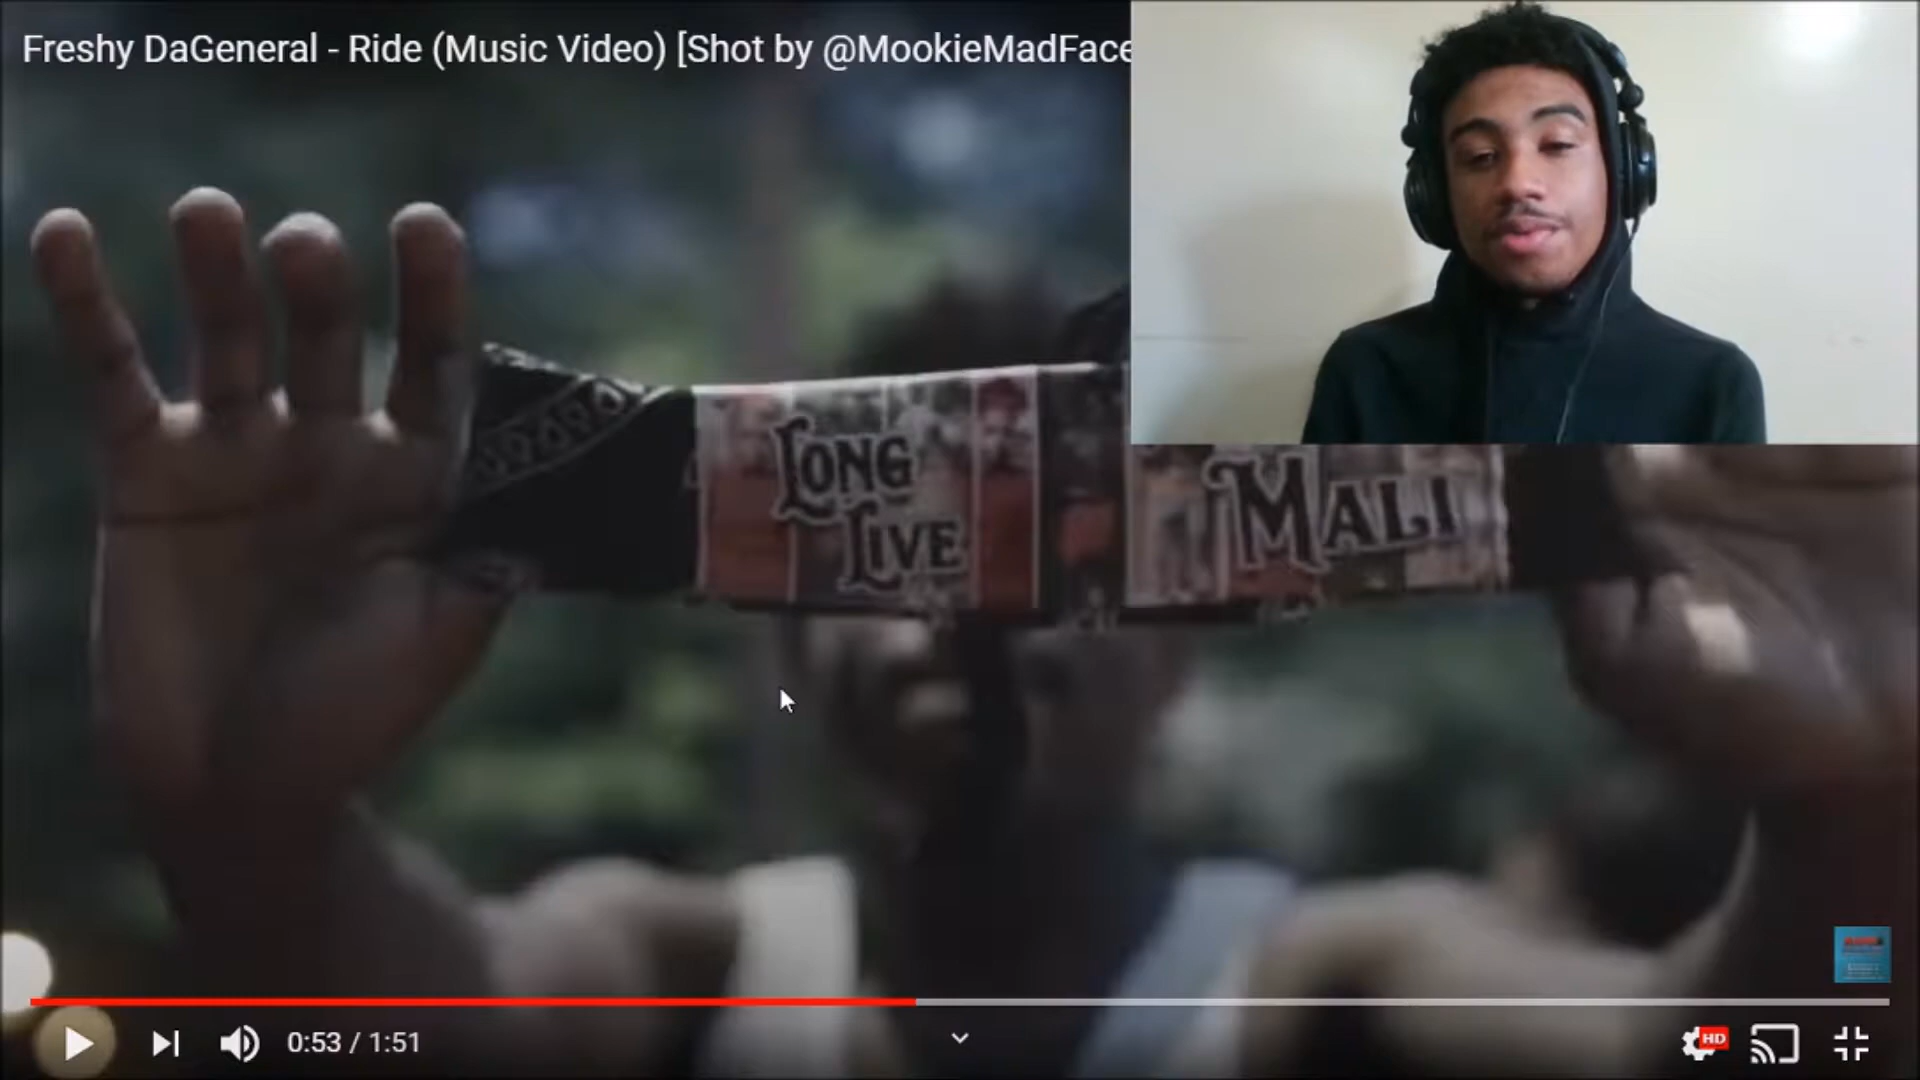 Freshy DaGeneral - Ride (Music Video) [Shot by @MookieMadFace
LONG
LIVE
MALI
0:53 / 1:51
HD